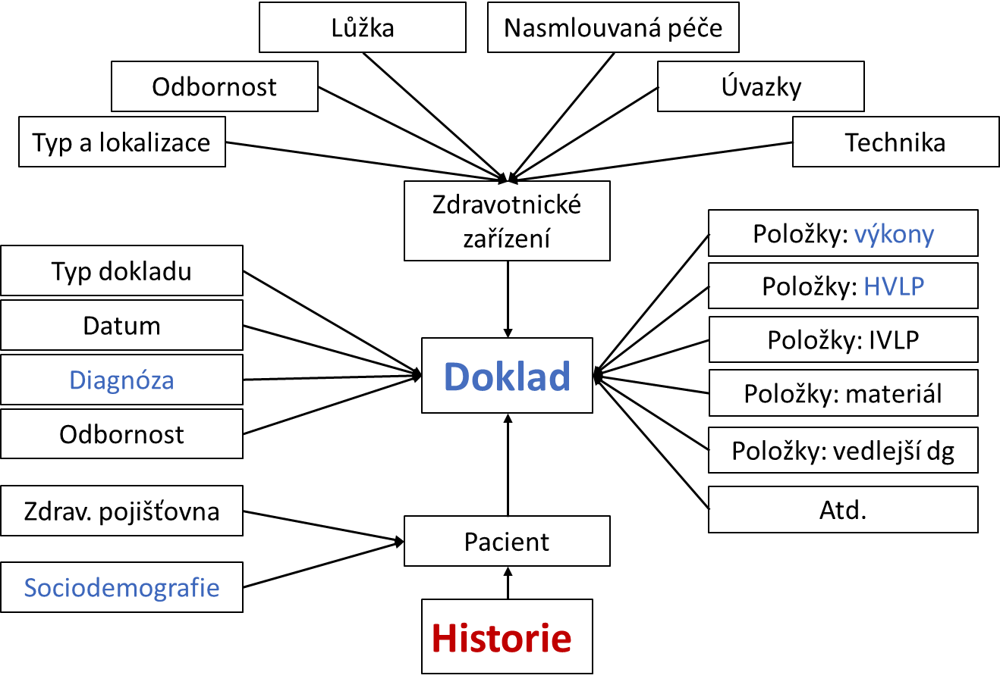 Lůžka
Nasmlouvaná péče
Odbornost
Úvazky
Typ a lokalizace
Technika
Zdravotnické
zařízení
Typ dokladu
Datum
Diagnóza
Odbornost
Doklad
Položky: výkony
Položky: HVLP
Položky: IVLP
Položky: materiál
Položky: vedlejší dg
Atd.
Zdrav. pojišťovna
Sociodemografie
Pacient
Historie